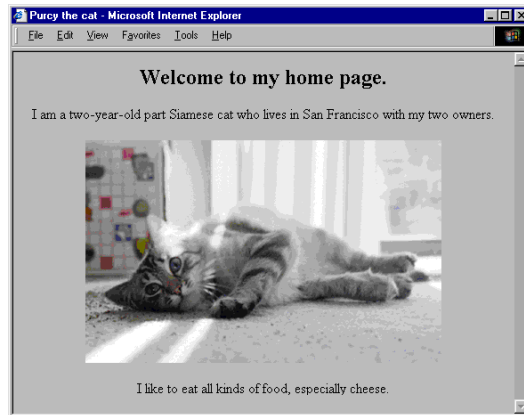 Purcy the cat - Microsoft Internet Explorer
File Edit View Favorites Tools Help
Welcome to my home page.
I am a two-year-old part Siamese cat who lives in San Francisco with my two owners.
I like to eat all kinds of food, especially cheese.